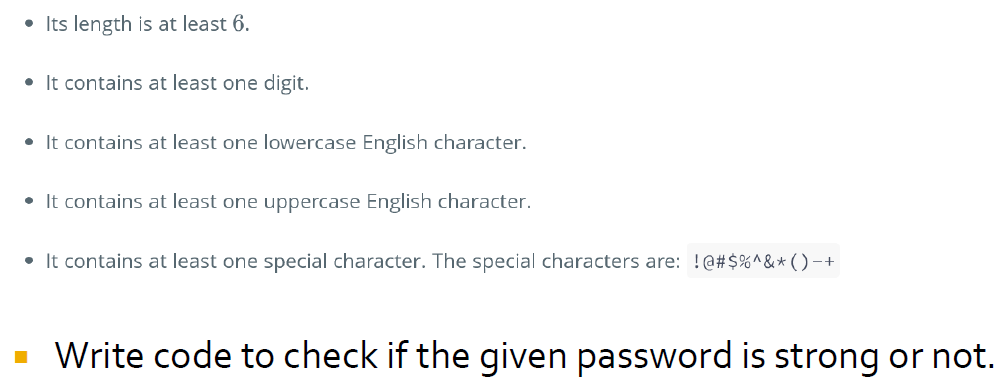 • Its length is at least 6.
• It contains at least one digit.
• It contains at least one lowercase English character.
• It contains at least one uppercase English character.
• It contains at least one special character. The special characters are: !@#$%^&*()-+
▪ Write code to check if the given password is strong or not.